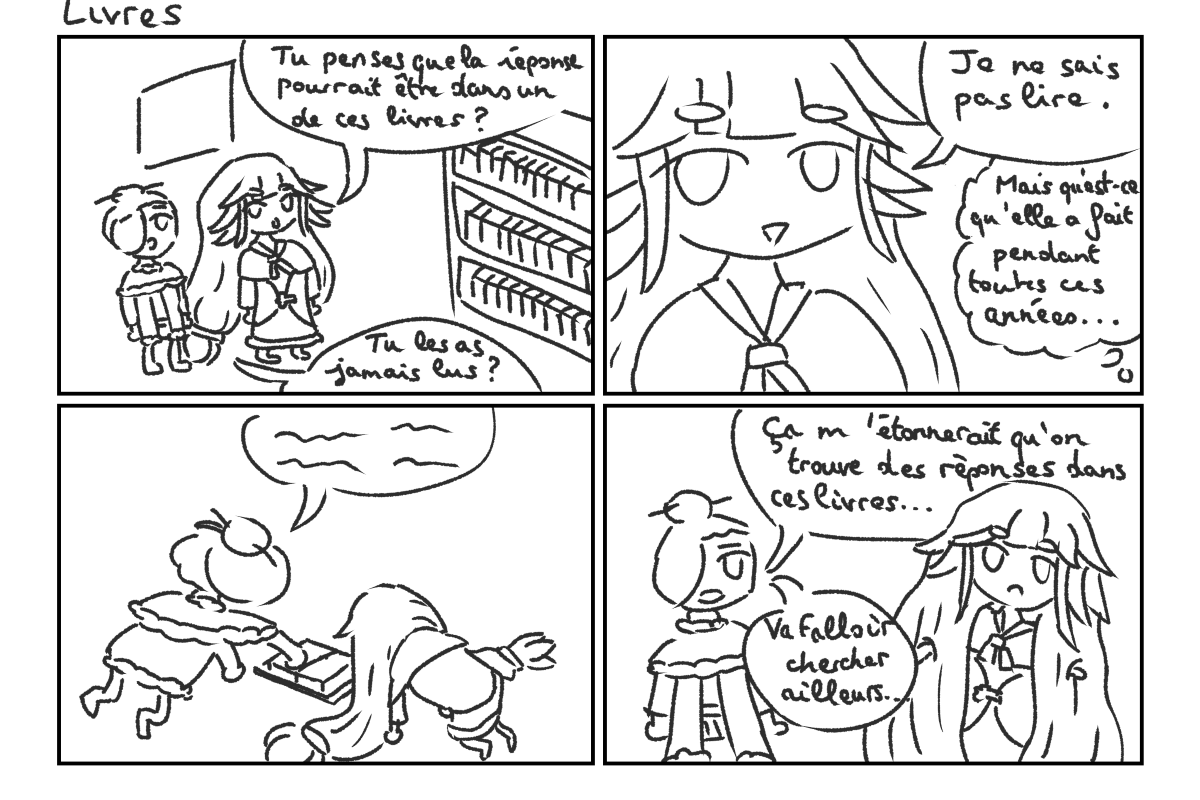 Livres
Tu penses que la réponse
pourrait être dans un
de ces livres ?
Tu les as
jamais lus ?
Je ne sais
pas lire .
Mais qu'est-ce
qu'elle a fait
pendant
toutes ces
années...
Ça m'étonnerait qu'on
trouve des réponses dans
ces livres...
Va falloir
chercher
ailleurs...